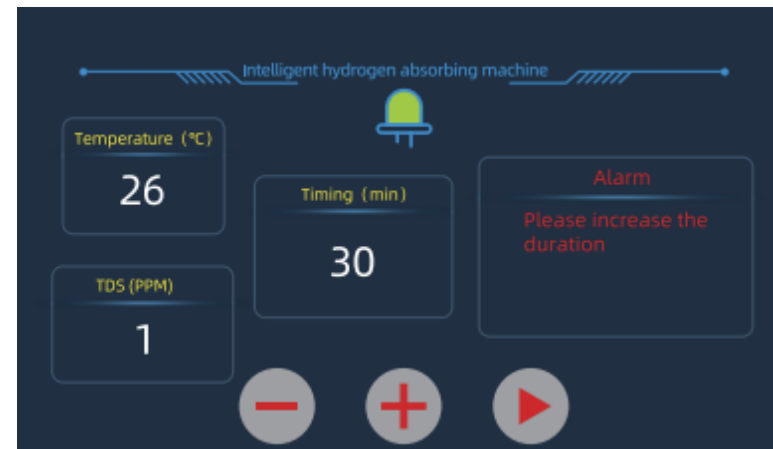 Intelligent hydrogen absorbing machine
Temperature (℃)
26
Timing (min)
30
Alarm
Please increase the
duration
TDS (PPM)
1